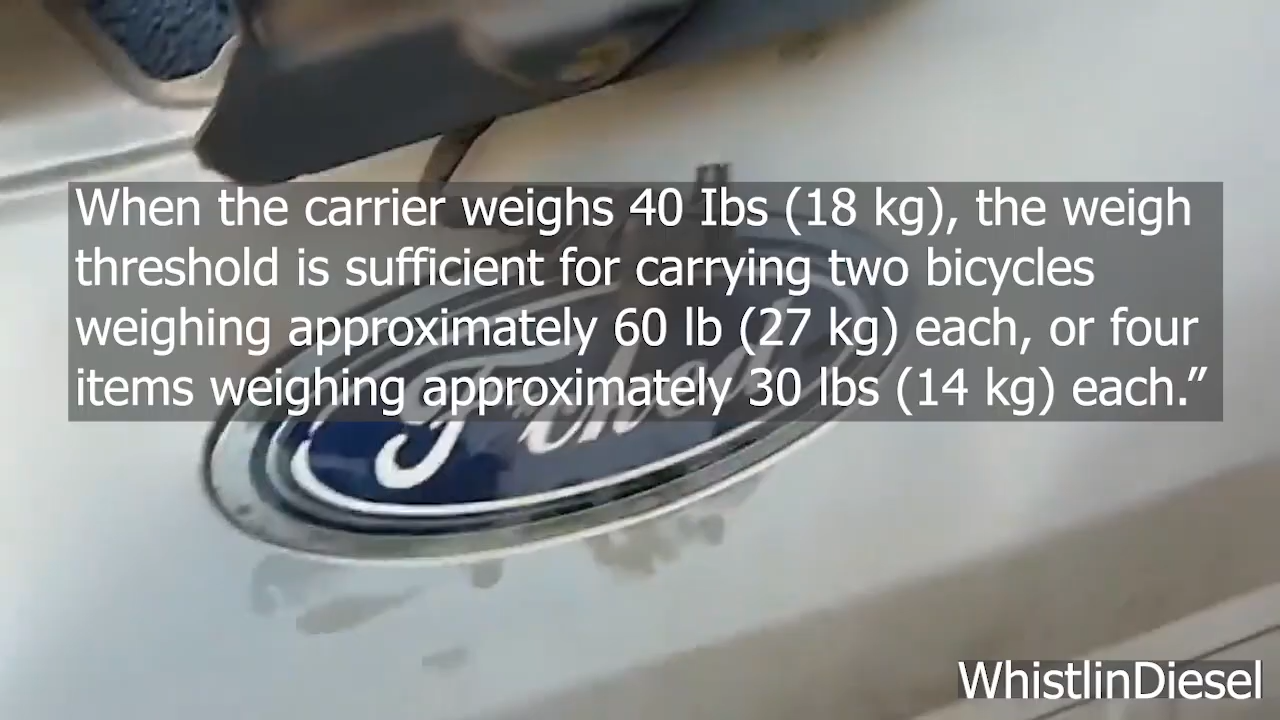 When the carrier weighs 40 Ibs (18 kg), the weigh
threshold is sufficient for carrying two bicycles
weighing approximately 60 lb (27 kg) each, or four
items weighing approximately 30 lbs (14 kg) each.”
WhistlinDiesel